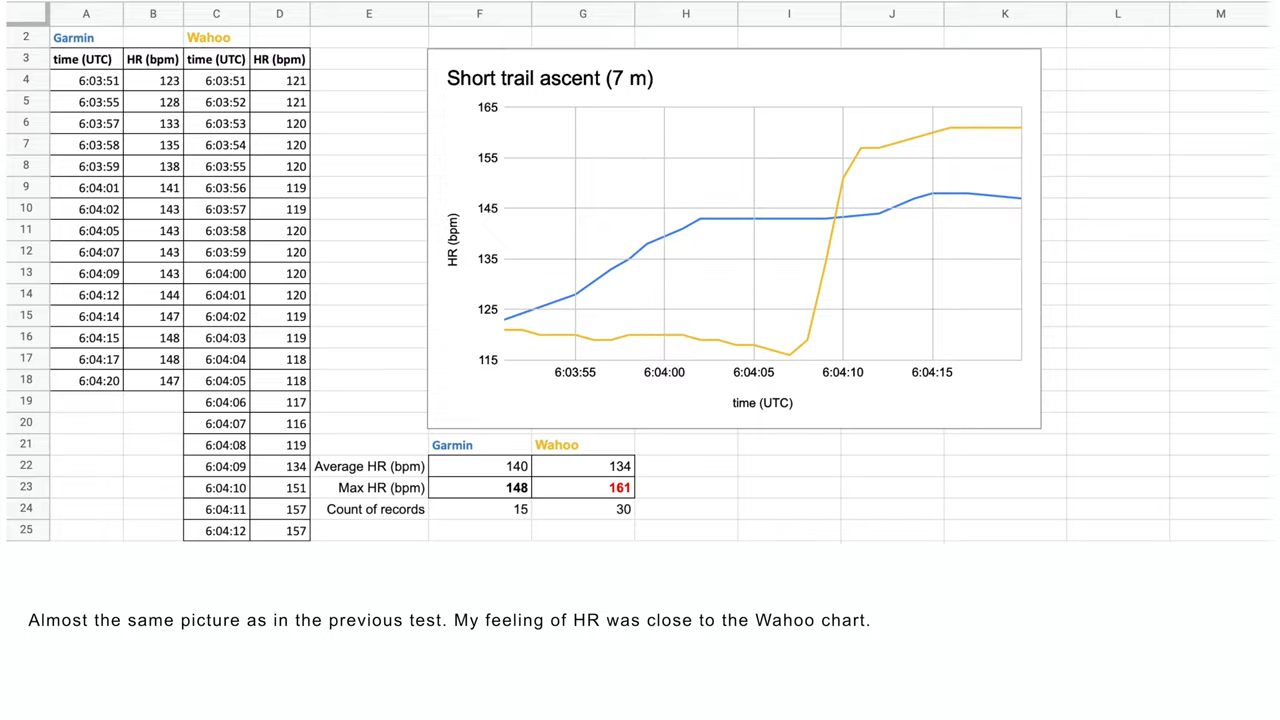 A B C D E F G H I J K L M
2 Garmin Wahoo
3 time (UTC) HR (bpm) time (UTC) HR (bpm)
4 6:03:51 123 6:03:51 121
5 6:03:55 128 6:03:52 121
6 6:03:57 133 6:03:53 120
7 6:03:58 135 6:03:54 120
8 6:03:59 138 6:03:55 120
9 6:04:01 141 6:03:56 119
10 6:04:02 143 6:03:57 119
11 6:04:05 143 6:03:58 120
12 6:04:07 143 6:03:59 120
13 6:04:09 143 6:04:00 120
14 6:04:12 144 6:04:01 120
15 6:04:14 147 6:04:02 119
16 6:04:15 148 6:04:03 119
17 6:04:17 148 6:04:04 118
18 6:04:20 147 6:04:05 118
19 6:04:06 117
20 6:04:07 116
21 6:04:08 119
22 6:04:09 134
23 6:04:10 151
24 6:04:11 157
25 6:04:12 157
Short trail ascent (7 m)
165
155
145
135
125
115
HR (bpm)
6:03:55 6:04:00 6:04:05 6:04:10 6:04:15
time (UTC)
Garmin Wahoo
Average HR (bpm) 140 134
Max HR (bpm) 148 161
Count of records 15 30
Almost the same picture as in the previous test. My feeling of HR was close to the Wahoo chart.